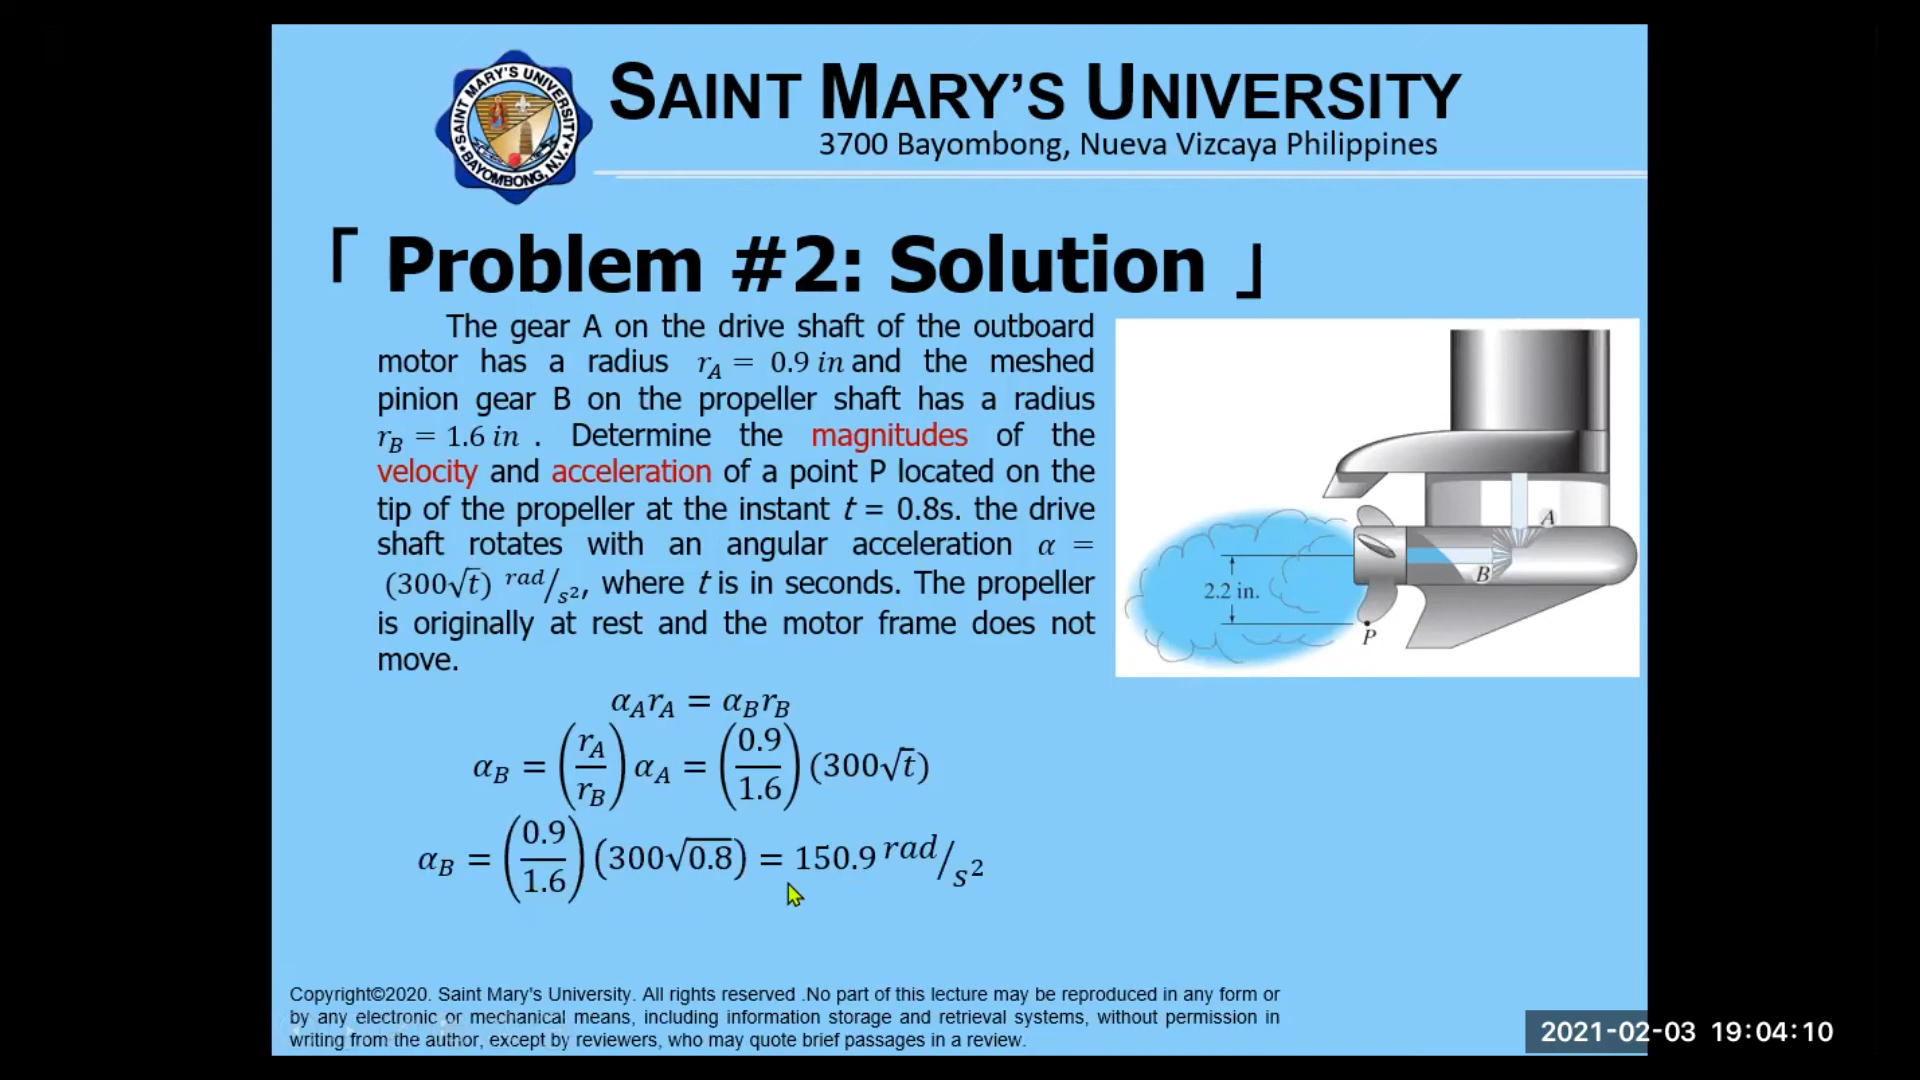 SAINT MARY'S UNIVERSITY
BAYOMBONG, N.V.
SAINT MARY'S UNIVERSITY
3700 Bayombong, Nueva Vizcaya Philippines
「 Problem #2: Solution 」
The gear A on the drive shaft of the outboard
motor has a radius r_A = 0.9 in and the meshed
pinion gear B on the propeller shaft has a radius
r_B = 1.6 in . Determine the magnitudes of the
velocity and acceleration of a point P located on the
tip of the propeller at the instant t = 0.8s. the drive
shaft rotates with an angular acceleration α =
(300√t) rad/s², where t is in seconds. The propeller
is originally at rest and the motor frame does not
move.
A
B
2.2 in.
P
α_A r_A = α_B r_B
α_B = (r_A/r_B) α_A = (0.9/1.6) (300√t)
α_B = (0.9/1.6) (300√0.8) = 150.9 rad/s²
Copyright©2020. Saint Mary's University. All rights reserved .No part of this lecture may be reproduced in any form or
by any electronic or mechanical means, including information storage and retrieval systems, without permission in
writing from the author, except by reviewers, who may quote brief passages in a review.
2021-02-03 19:04:10